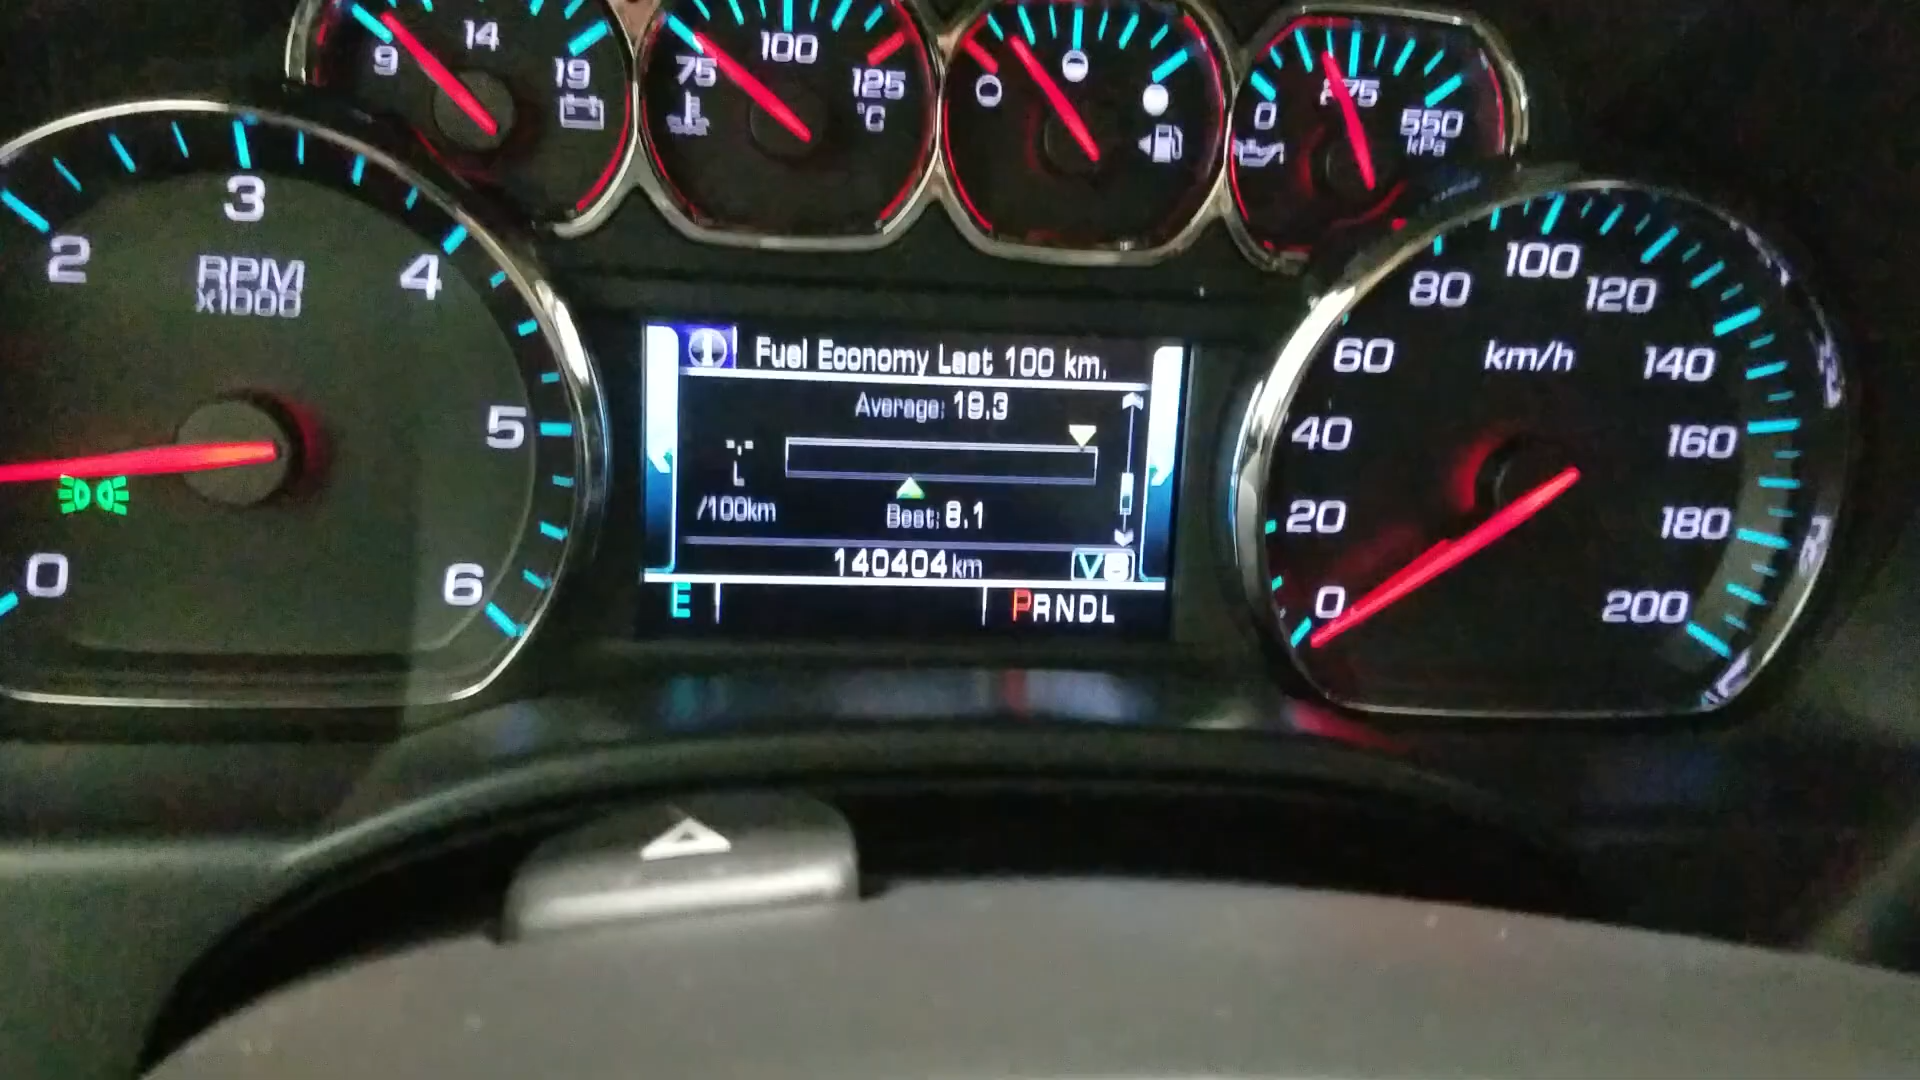 9 14 19
75 100 125
°C
0 275 550
kPa
0 2 3 4 5 6
RPM
x1000
Fuel Economy Last 100 km.
Average: 19.3
L
/100km
Best: 8.1
140404 km V8
E PRNDL
0 20 40 60 80 100 120 140 160 180 200
km/h